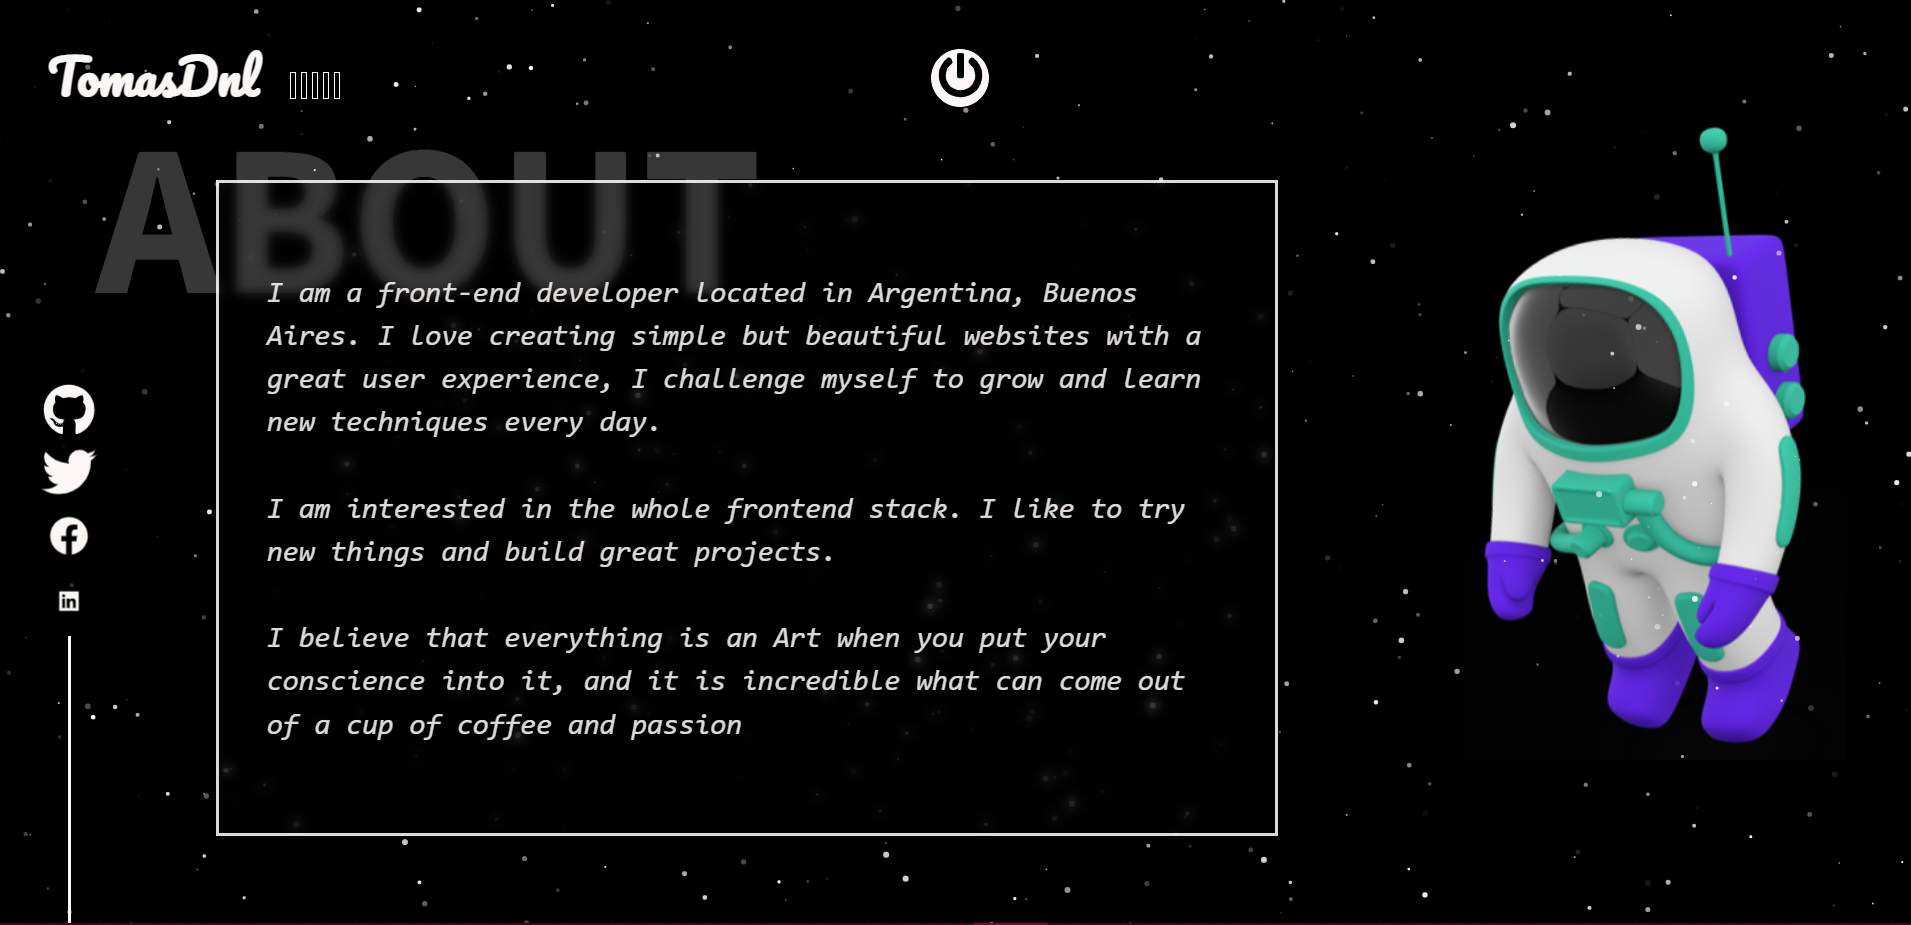 TomasDnl
ABOUT
I am a front-end developer located in Argentina, Buenos
Aires. I love creating simple but beautiful websites with a
great user experience, I challenge myself to grow and learn
new techniques every day.
I am interested in the whole frontend stack. I like to try
new things and build great projects.
I believe that everything is an Art when you put your
conscience into it, and it is incredible what can come out
of a cup of coffee and passion
in